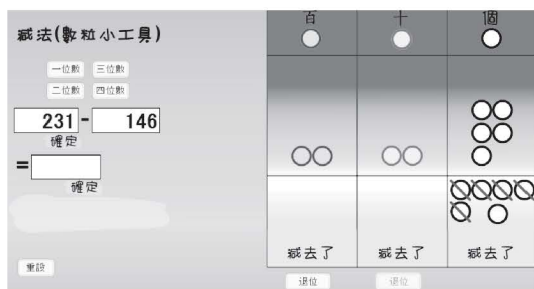 減法(數粒小工具)
一位數 三位數
二位數 四位數
231 - 146
確定
=
確定
重設
百 十 個
減去了 減去了 減去了
退位 退位